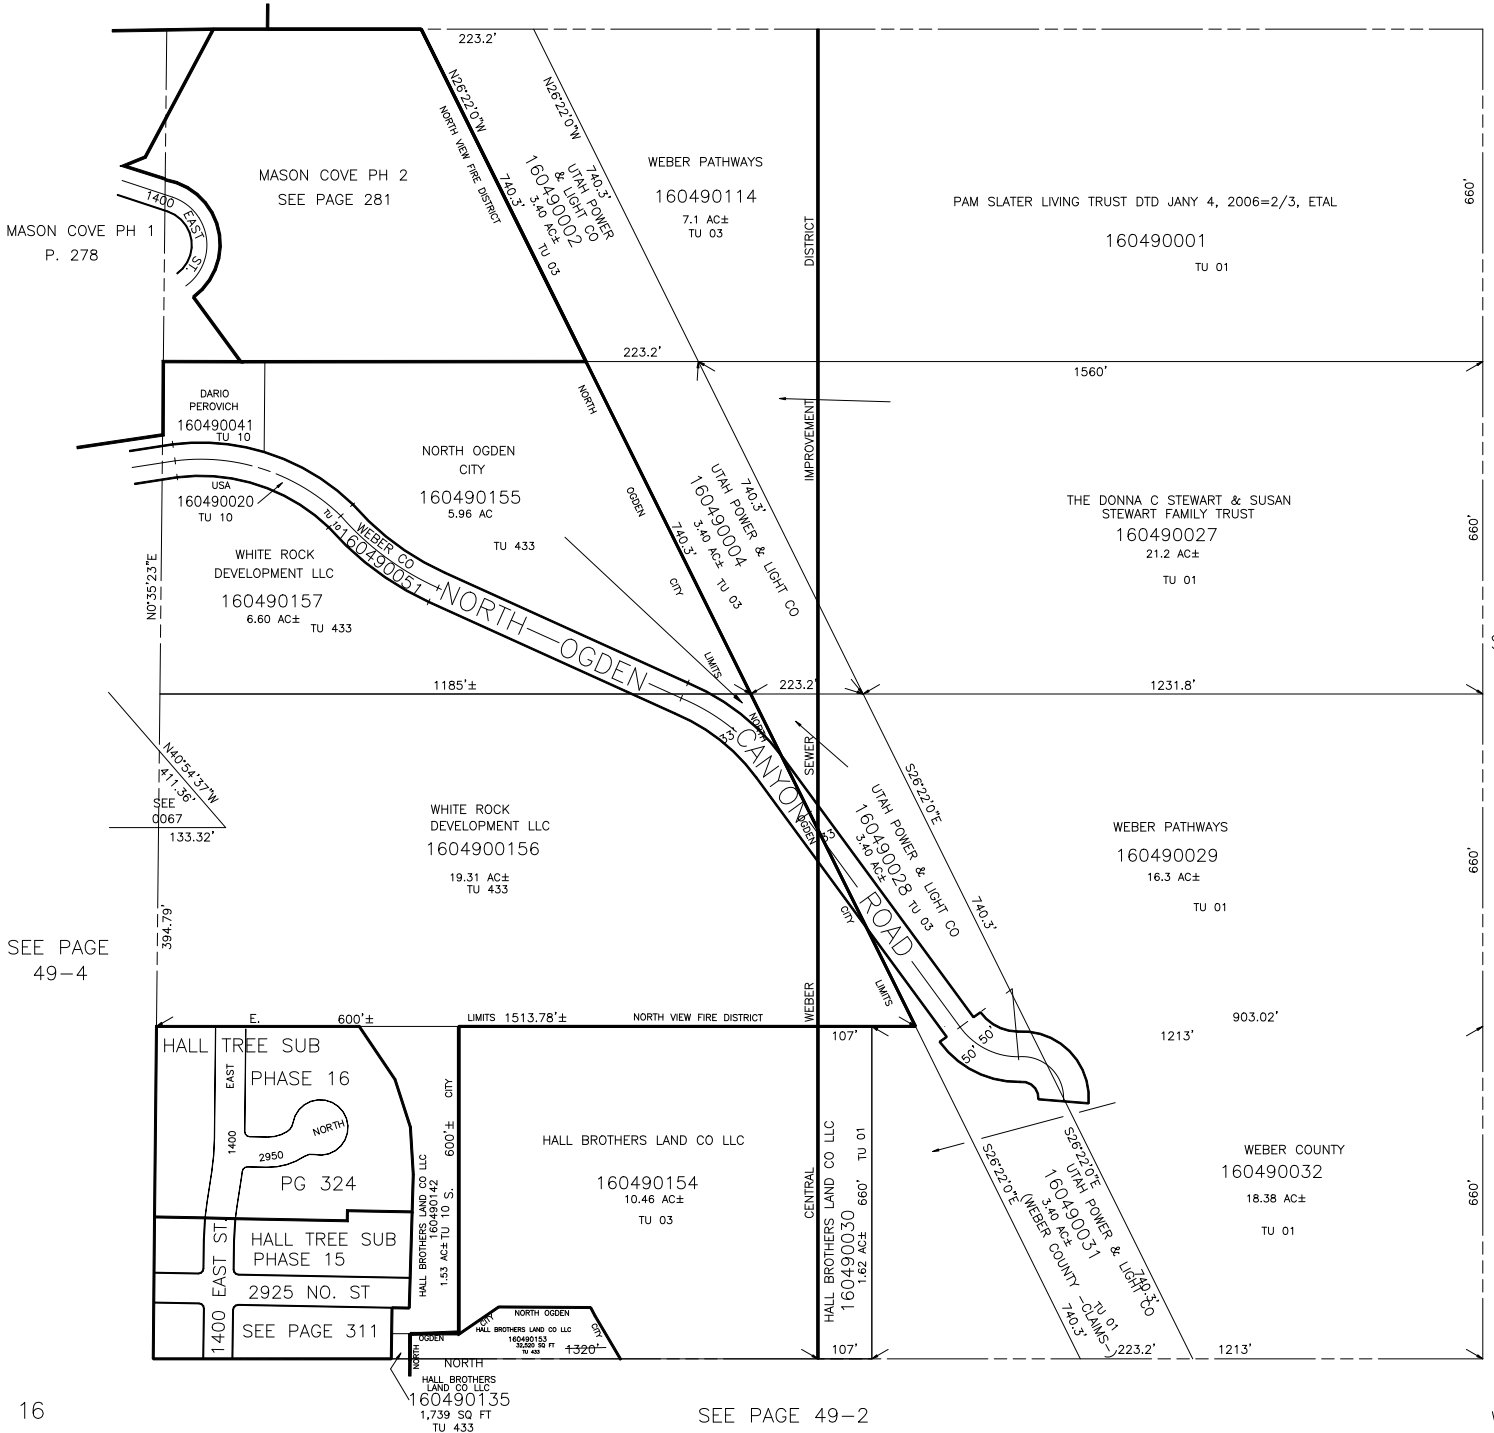 223.2'
N26°22'0"W
NORTH VIEW FIRE DISTRICT
740.3'
N26°22'0"W
740.3'
UTAH POWER
& LIGHT CO
160490002
3.40 AC±
TU 03
WEBER PATHWAYS
160490114
7.1 AC±
TU 03
DISTRICT
PAM SLATER LIVING TRUST DTD JANY 4, 2006=2/3, ETAL
160490001
TU 01
660'
MASON COVE PH 2
SEE PAGE 281
1400 EAST ST.
MASON COVE PH 1
P. 278
223.2'
1560'
DARIO
PEROVICH
160490041
TU 10
USA
160490020
TU 10
NORTH OGDEN
CITY
160490155
5.96 AC
TU 433
NORTH
OGDEN
CITY
LIMITS
740.3'
UTAH POWER & LIGHT CO
160490004
3.40 AC±
TU 03
740.3'
IMPROVEMENT
THE DONNA C STEWART & SUSAN
STEWART FAMILY TRUST
160490027
21.2 AC±
TU 01
660'
N0°35'23"E
WHITE ROCK
DEVELOPMENT LLC
160490157
6.60 AC±
TU 433
TU 10
WEBER CO
160490051
NORTH OGDEN CANYON ROAD
1185'±
223.2'
1231.8'
N40°54'37"W
411.36'
SEE
0067
133.32'
394.79'
33
33
NORTH
OGDEN
CITY
LIMITS
SEWER
WHITE ROCK
DEVELOPMENT LLC
1604900156
19.31 AC±
TU 433
S26°22'0"E
740.3'
UTAH POWER & LIGHT CO
160490028
3.40 AC±
TU 03
WEBER PATHWAYS
160490029
16.3 AC±
TU 01
660'
SEE PAGE
49-4
WEBER
E.
600'±
LIMITS
1513.78'±
NORTH VIEW FIRE DISTRICT
107'
50'
50'
1213'
903.02'
HALL TREE SUB
PHASE 16
EAST
1400
NORTH
2950
PG 324
HALL TREE SUB
PHASE 15
2925 NO. ST
1400 EAST ST.
SEE PAGE 311
CITY
600'±
S.
HALL BROTHERS LAND CO LLC
160490142
1.53 AC±
TU 10
HALL BROTHERS LAND CO LLC
160490154
10.46 AC±
TU 03
CENTRAL
HALL BROTHERS LAND CO LLC
160490030
1.62 AC±
660'
TU 01
S26°22'0"E
S26°22'0"E
UTAH POWER & LIGHT CO
160490031
3.40 AC±
(WEBER COUNTY -CLAIMS-)
TU 01
740.3'
740.3'
WEBER COUNTY
160490032
18.38 AC±
TU 01
660'
NORTH OGDEN
CITY
CITY
HALL BROTHERS LAND CO LLC
160490153
32,520 SQ FT
TU 433
1320'
107'
223.2'
1213'
OGDEN
NORTH
NORTH
HALL BROTHERS
LAND CO LLC
160490135
1,739 SQ FT
TU 433
16
SEE PAGE 49-2